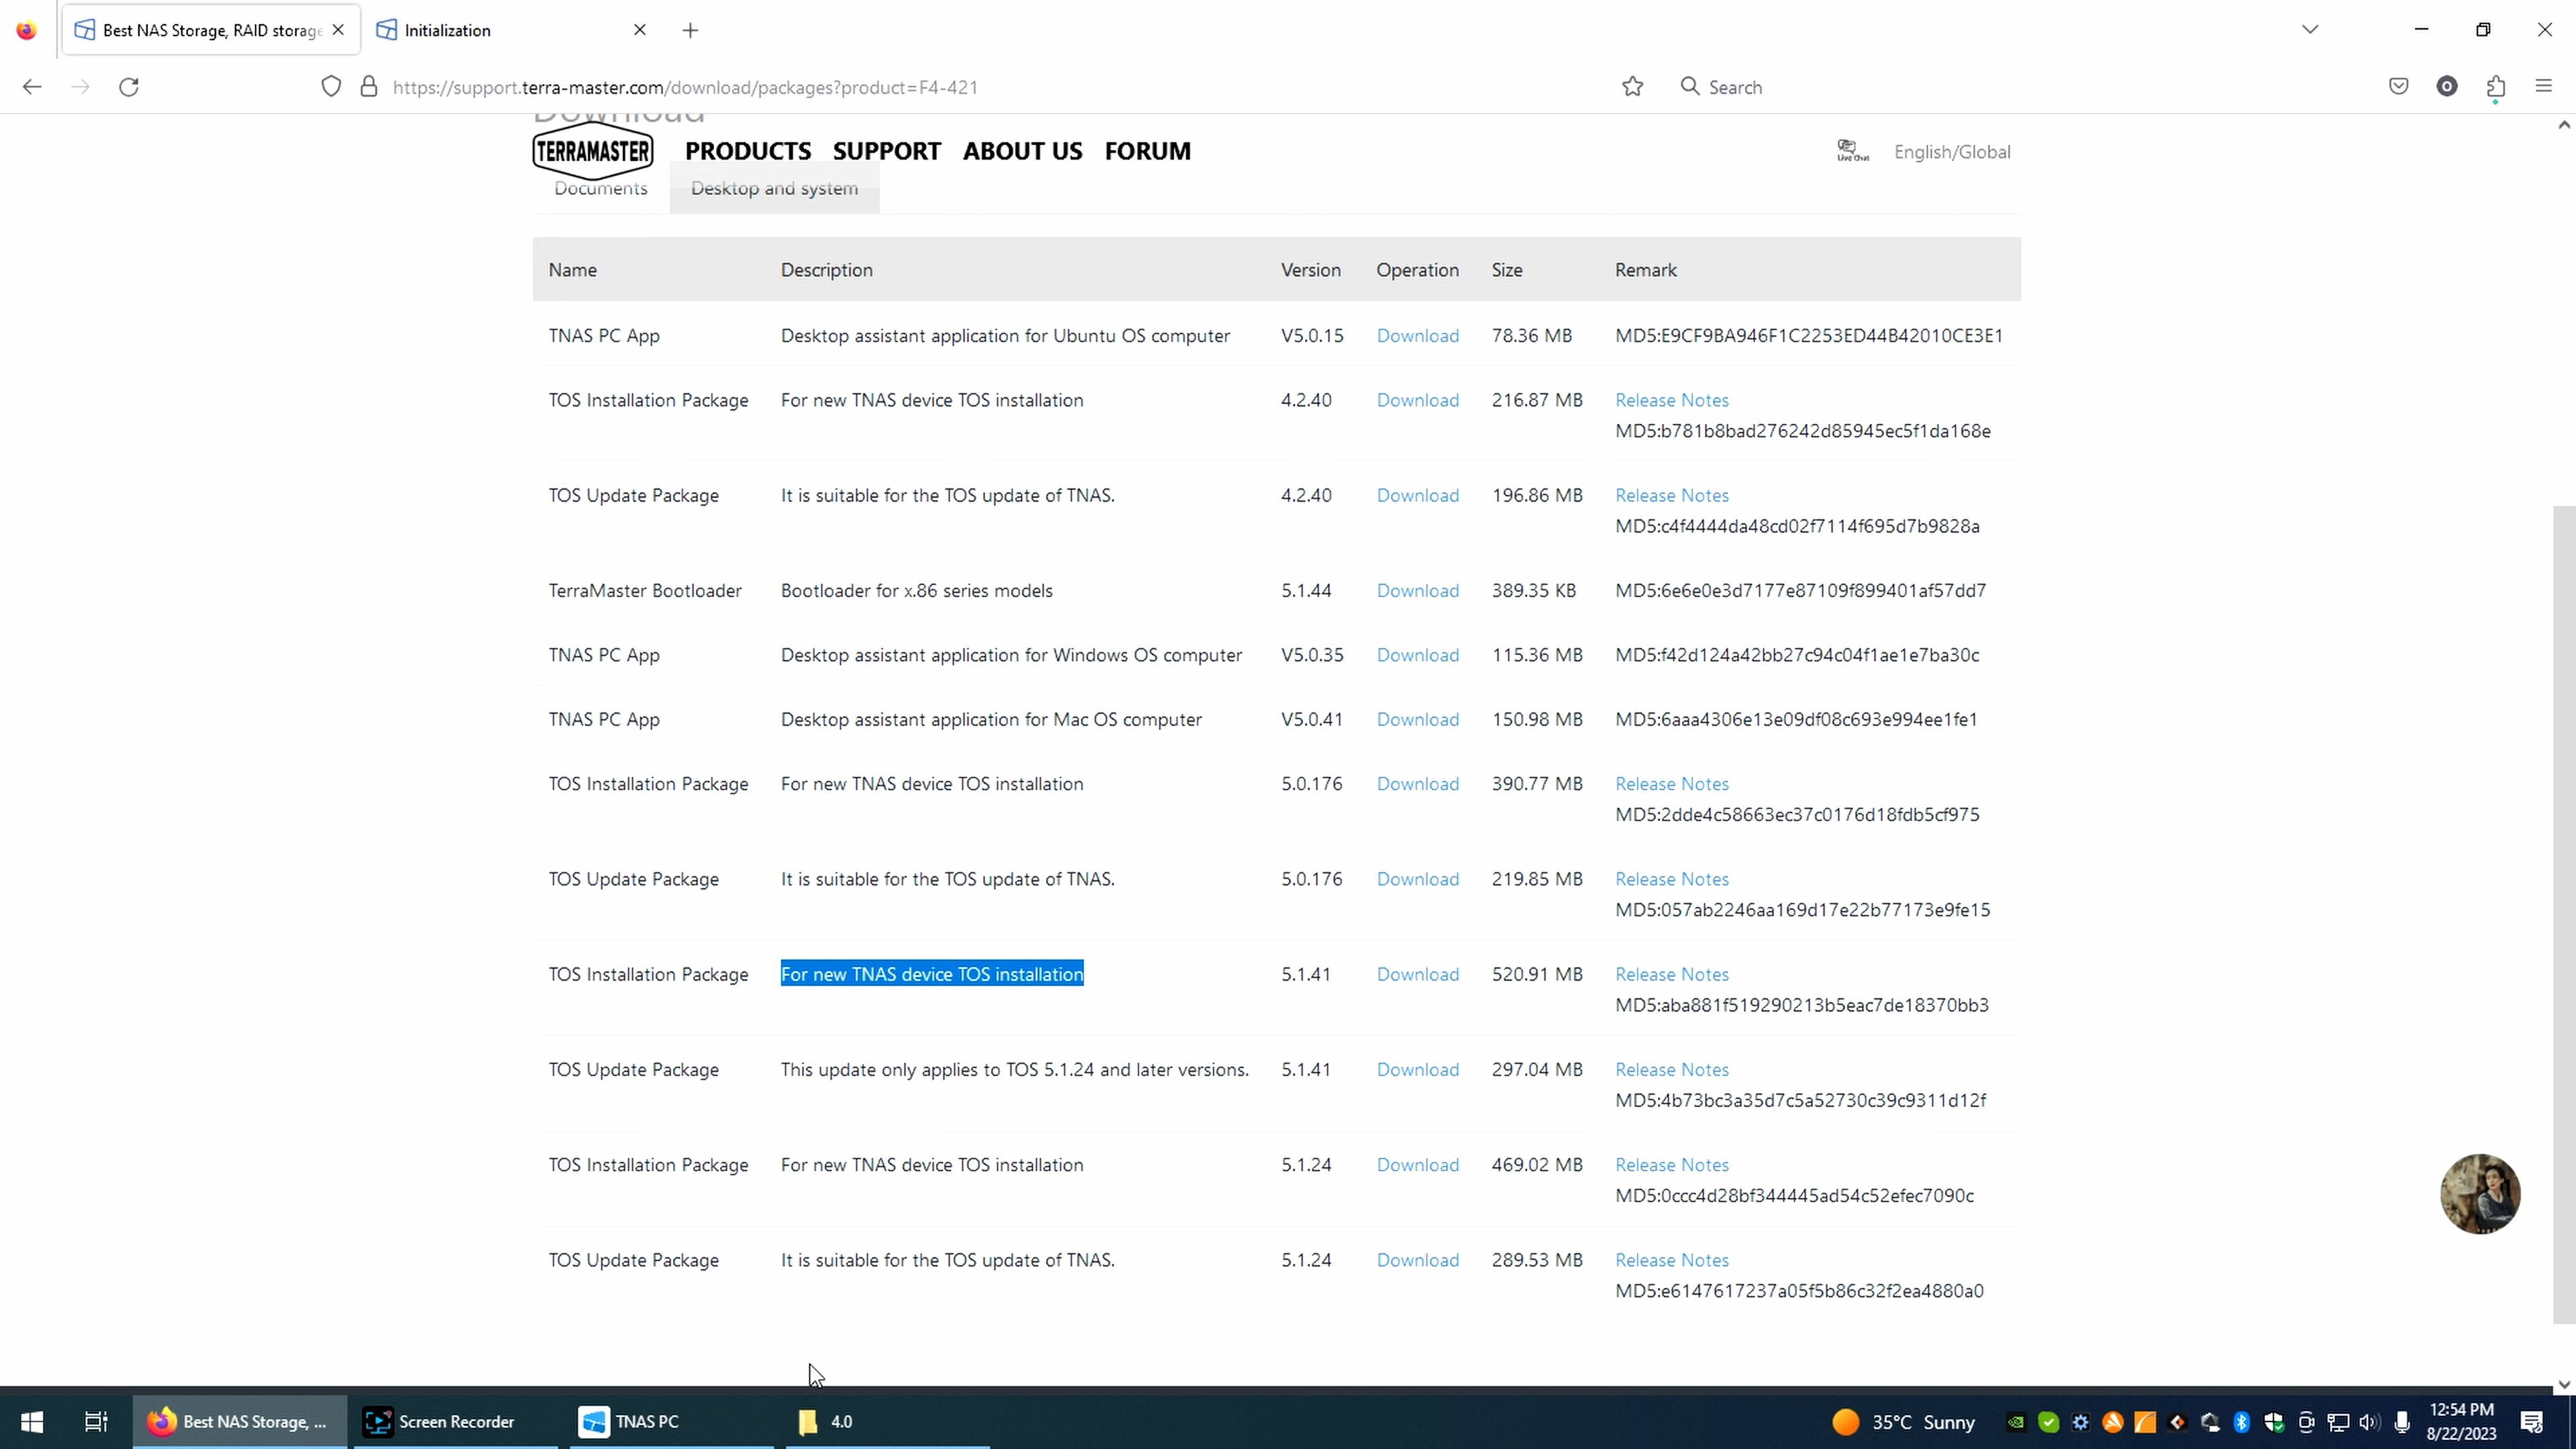 Best NAS Storage, RAID storage
Initialization
https://support.terra-master.com/download/packages?product=F4-421
Search
Download
TERRAMASTER
PRODUCTS SUPPORT ABOUT US FORUM
Live Chat
English/Global
Documents Desktop and system
Name Description Version Operation Size Remark
TNAS PC App Desktop assistant application for Ubuntu OS computer V5.0.15 Download 78.36 MB MD5:E9CF9BA946F1C2253ED44B42010CE3E1
TOS Installation Package For new TNAS device TOS installation 4.2.40 Download 216.87 MB Release Notes
MD5:b781b8bad276242d85945ec5f1da168e
TOS Update Package It is suitable for the TOS update of TNAS. 4.2.40 Download 196.86 MB Release Notes
MD5:c4f4444da48cd02f7114f695d7b9828a
TerraMaster Bootloader Bootloader for x.86 series models 5.1.44 Download 389.35 KB MD5:6e6e0e3d7177e87109f899401af57dd7
TNAS PC App Desktop assistant application for Windows OS computer V5.0.35 Download 115.36 MB MD5:f42d124a42bb27c94c04f1ae1e7ba30c
TNAS PC App Desktop assistant application for Mac OS computer V5.0.41 Download 150.98 MB MD5:6aaa4306e13e09df08c693e994ee1fe1
TOS Installation Package For new TNAS device TOS installation 5.0.176 Download 390.77 MB Release Notes
MD5:2dde4c58663ec37c0176d18fdb5cf975
TOS Update Package It is suitable for the TOS update of TNAS. 5.0.176 Download 219.85 MB Release Notes
MD5:057ab2246aa169d17e22b77173e9fe15
TOS Installation Package For new TNAS device TOS installation 5.1.41 Download 520.91 MB Release Notes
MD5:aba881f519290213b5eac7de18370bb3
TOS Update Package This update only applies to TOS 5.1.24 and later versions. 5.1.41 Download 297.04 MB Release Notes
MD5:4b73bc3a35d7c5a52730c39c9311d12f
TOS Installation Package For new TNAS device TOS installation 5.1.24 Download 469.02 MB Release Notes
MD5:0ccc4d28bf344445ad54c52efec7090c
TOS Update Package It is suitable for the TOS update of TNAS. 5.1.24 Download 289.53 MB Release Notes
MD5:e6147617237a05f5b86c32f2ea4880a0
Best NAS Storage, ...
Screen Recorder
TNAS PC
4.0
35°C Sunny
12:54 PM
8/22/2023